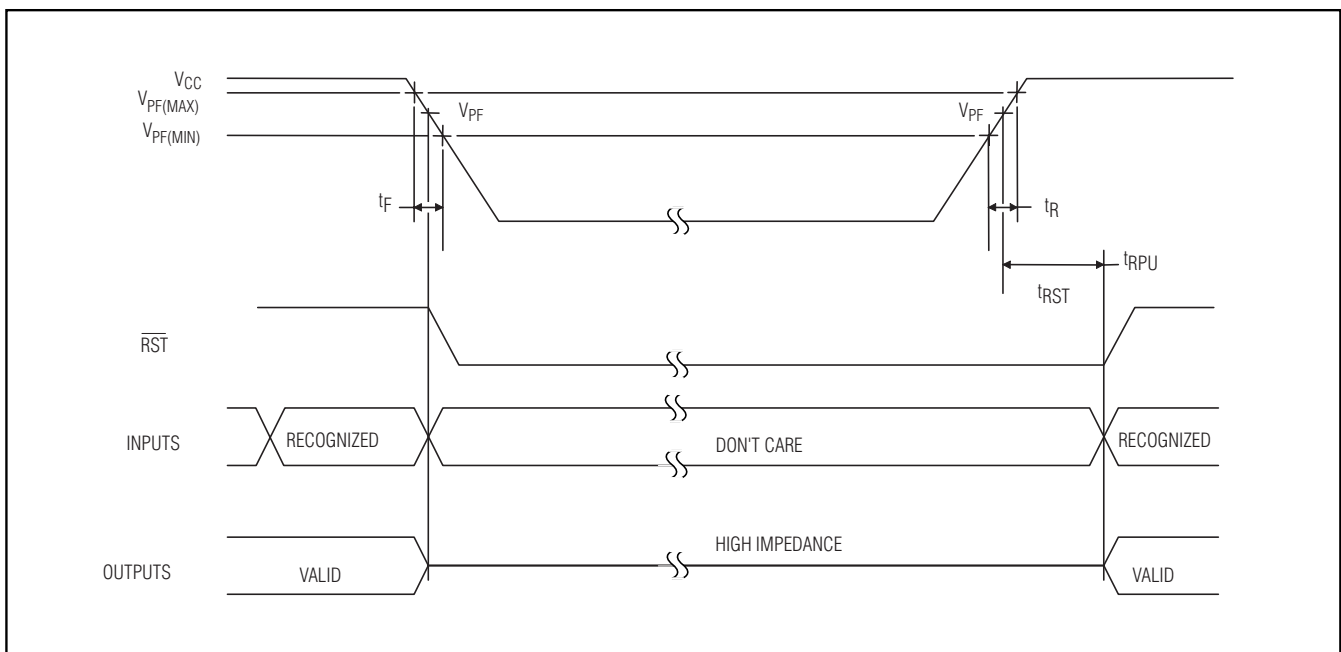 VCC
VPF(MAX)
VPF
VPF
VPF(MIN)
tF
tR
tRPU
tRST
RST
INPUTS
RECOGNIZED
DON'T CARE
RECOGNIZED
HIGH IMPEDANCE
OUTPUTS
VALID
VALID